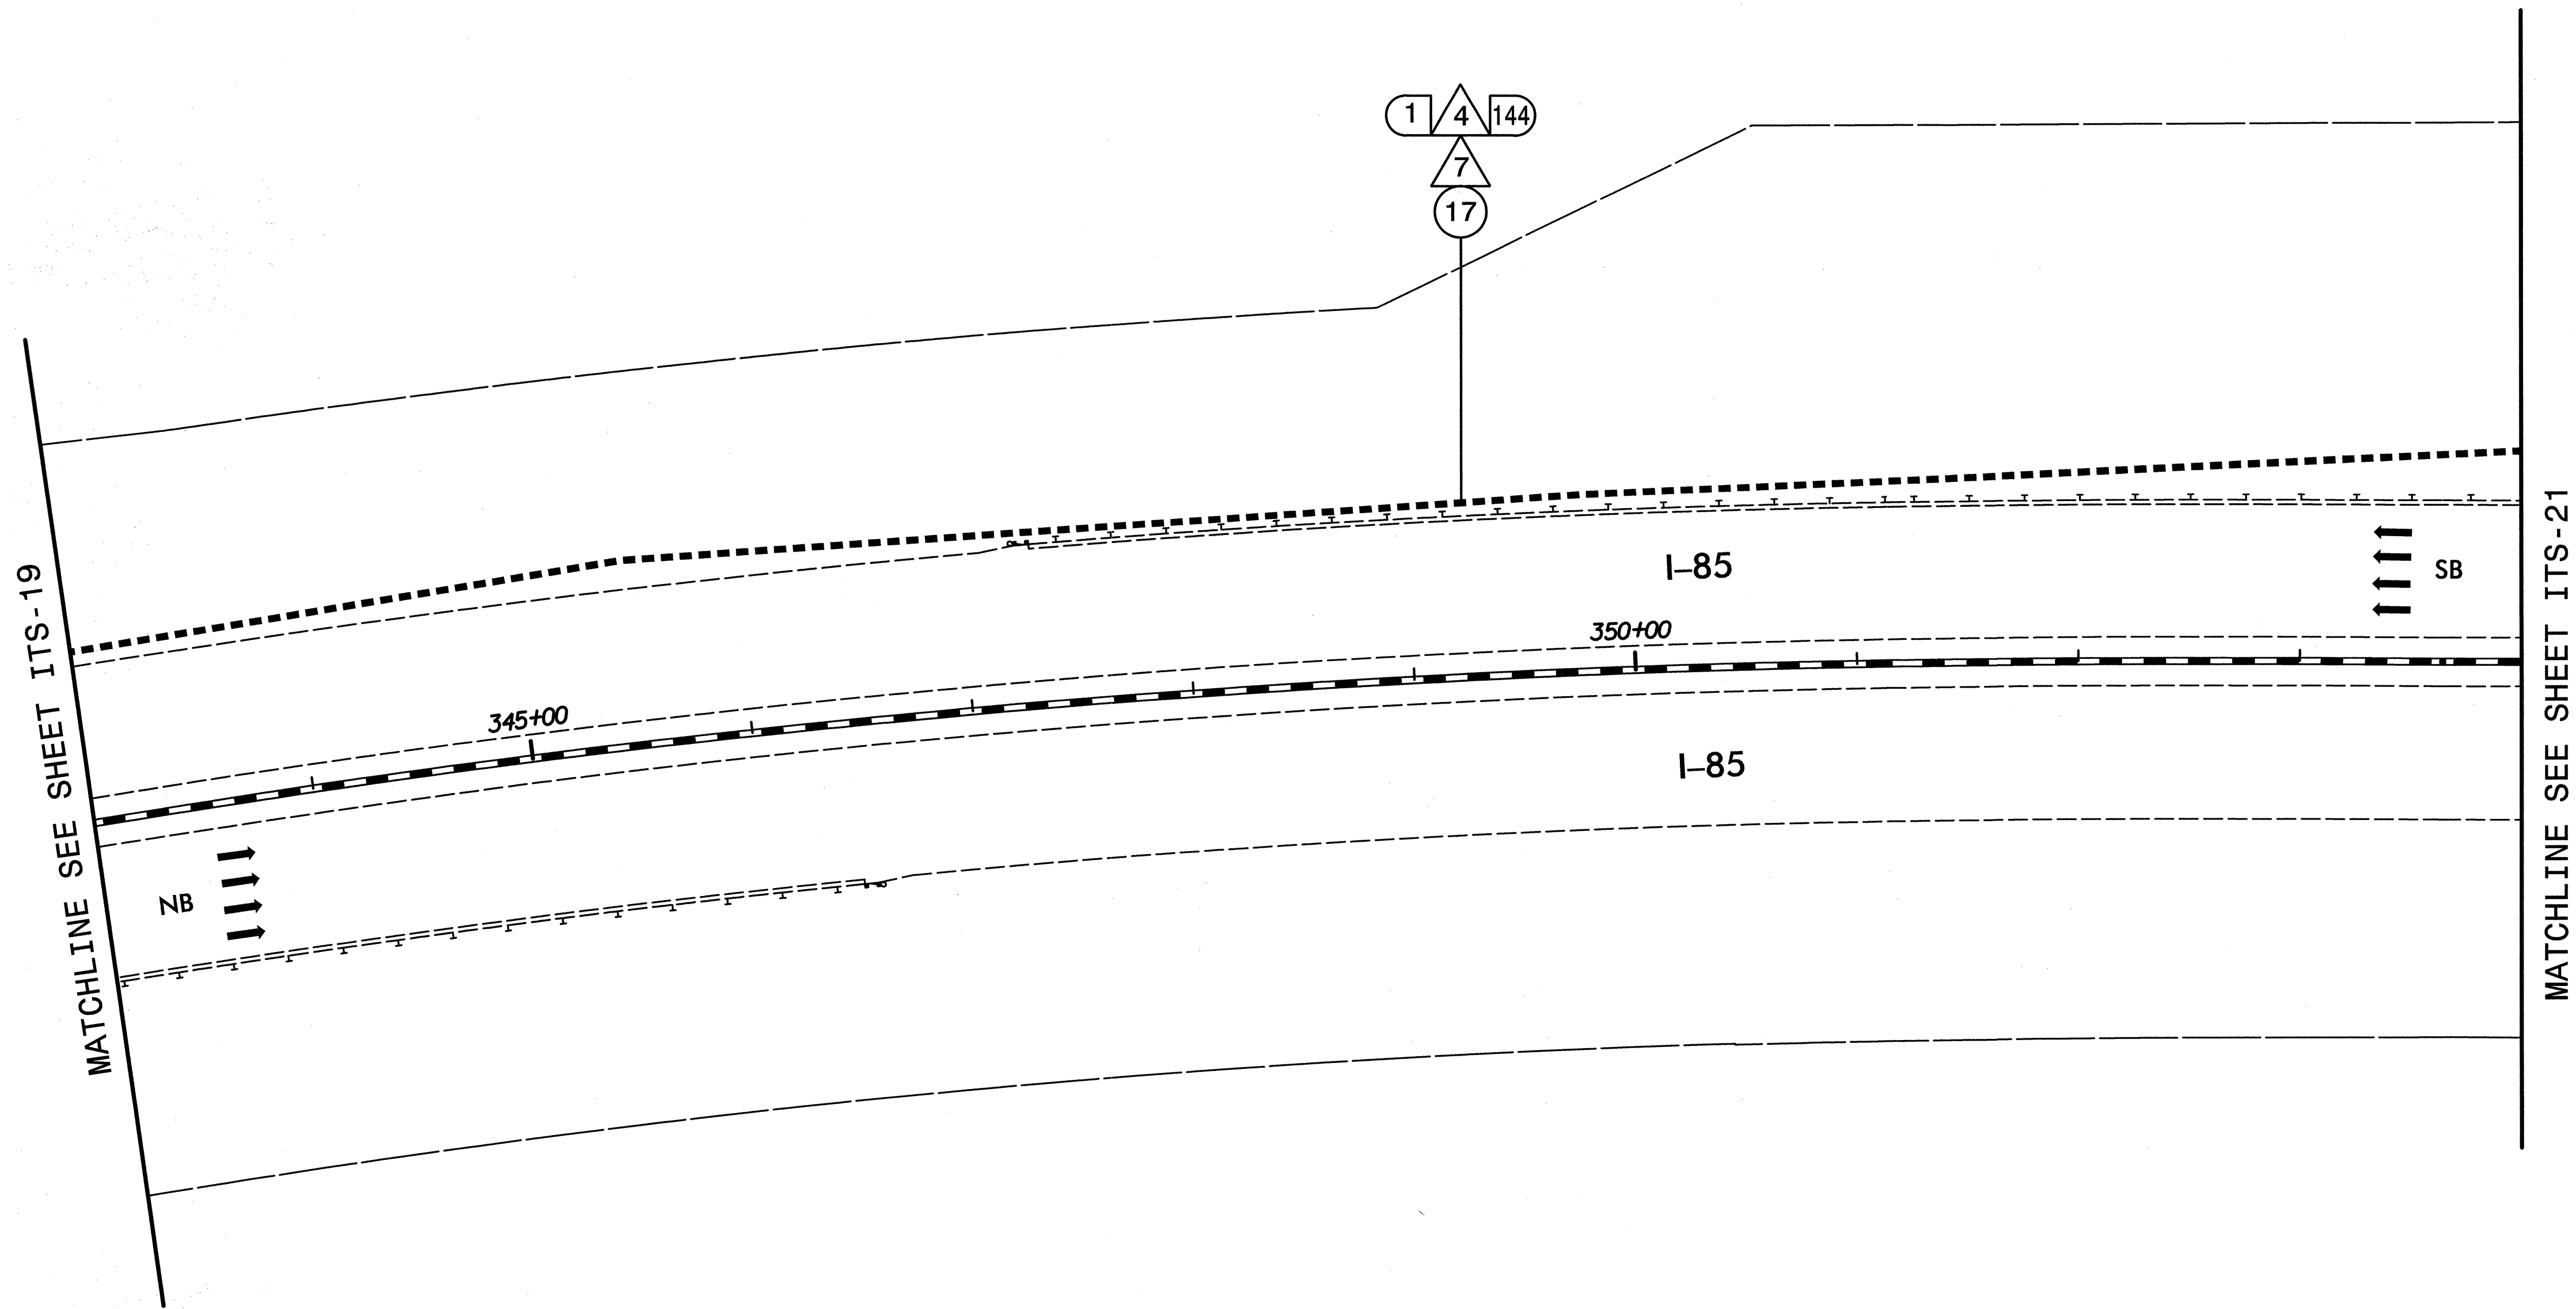 1 4 144
7
17
MATCHLINE SEE SHEET ITS-19
I-85
SB
350+00
345+00
I-85
NB
MATCHLINE SEE SHEET ITS-21